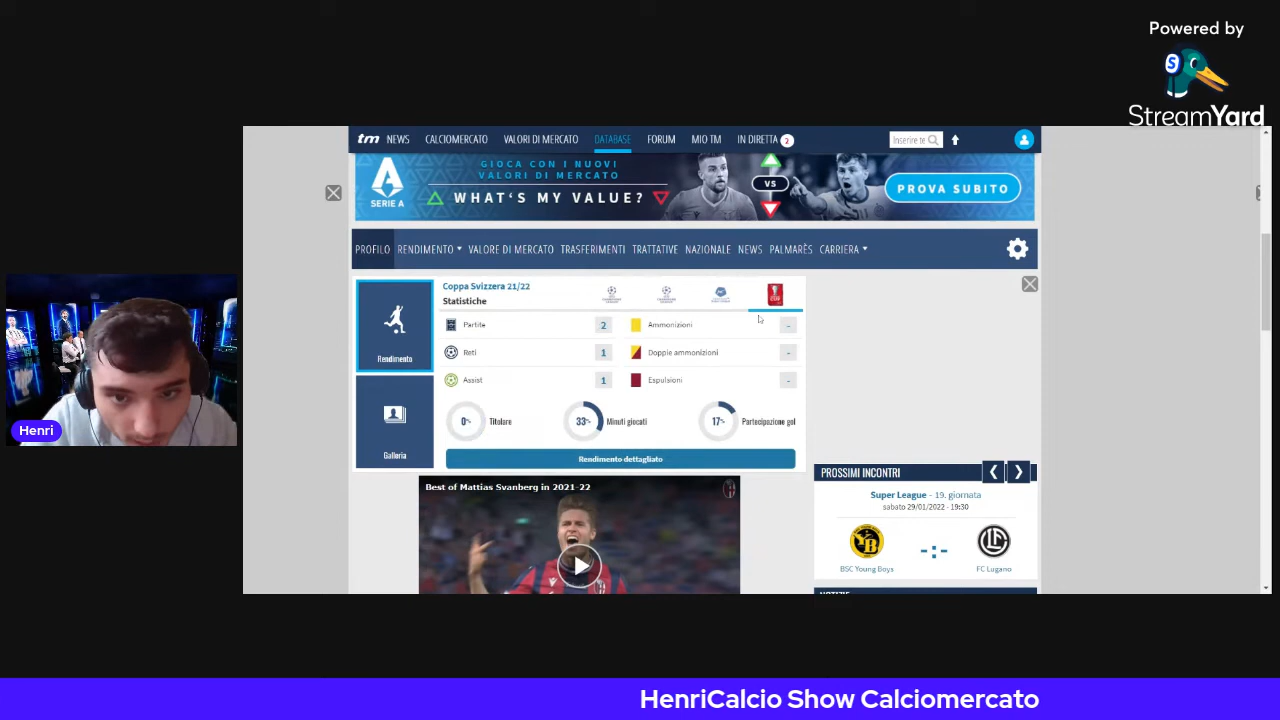 Powered by
S
StreamYard
tm NEWS CALCIOMERCATO VALORI DI MERCATO DATABASE FORUM MIO TM IN DIRETTA 2 Inserire te
SERIE A
GIOCA CON I NUOVI
VALORI DI MERCATO
WHAT'S MY VALUE?
VS
PROVA SUBITO
PROFILO RENDIMENTO VALORE DI MERCATO TRASFERIMENTI TRATTATIVE NAZIONALE NEWS PALMARÈS CARRIERA
Rendimento
Galleria
Coppa Svizzera 21/22
Statistiche
Partite 2 Ammonizioni -
Reti 1 Doppie ammonizioni -
Assist 1 Espulsioni -
0% Titolare 33% Minuti giocati 17% Partecipazione gol
Rendimento dettagliato
Best of Mattias Svanberg in 2021-22
PROSSIMI INCONTRI
Super League - 19. giornata
sabato 29/01/2022 - 19:30
YB
-:-
BSC Young Boys
FC Lugano
Henri
HenriCalcio Show Calciomercato